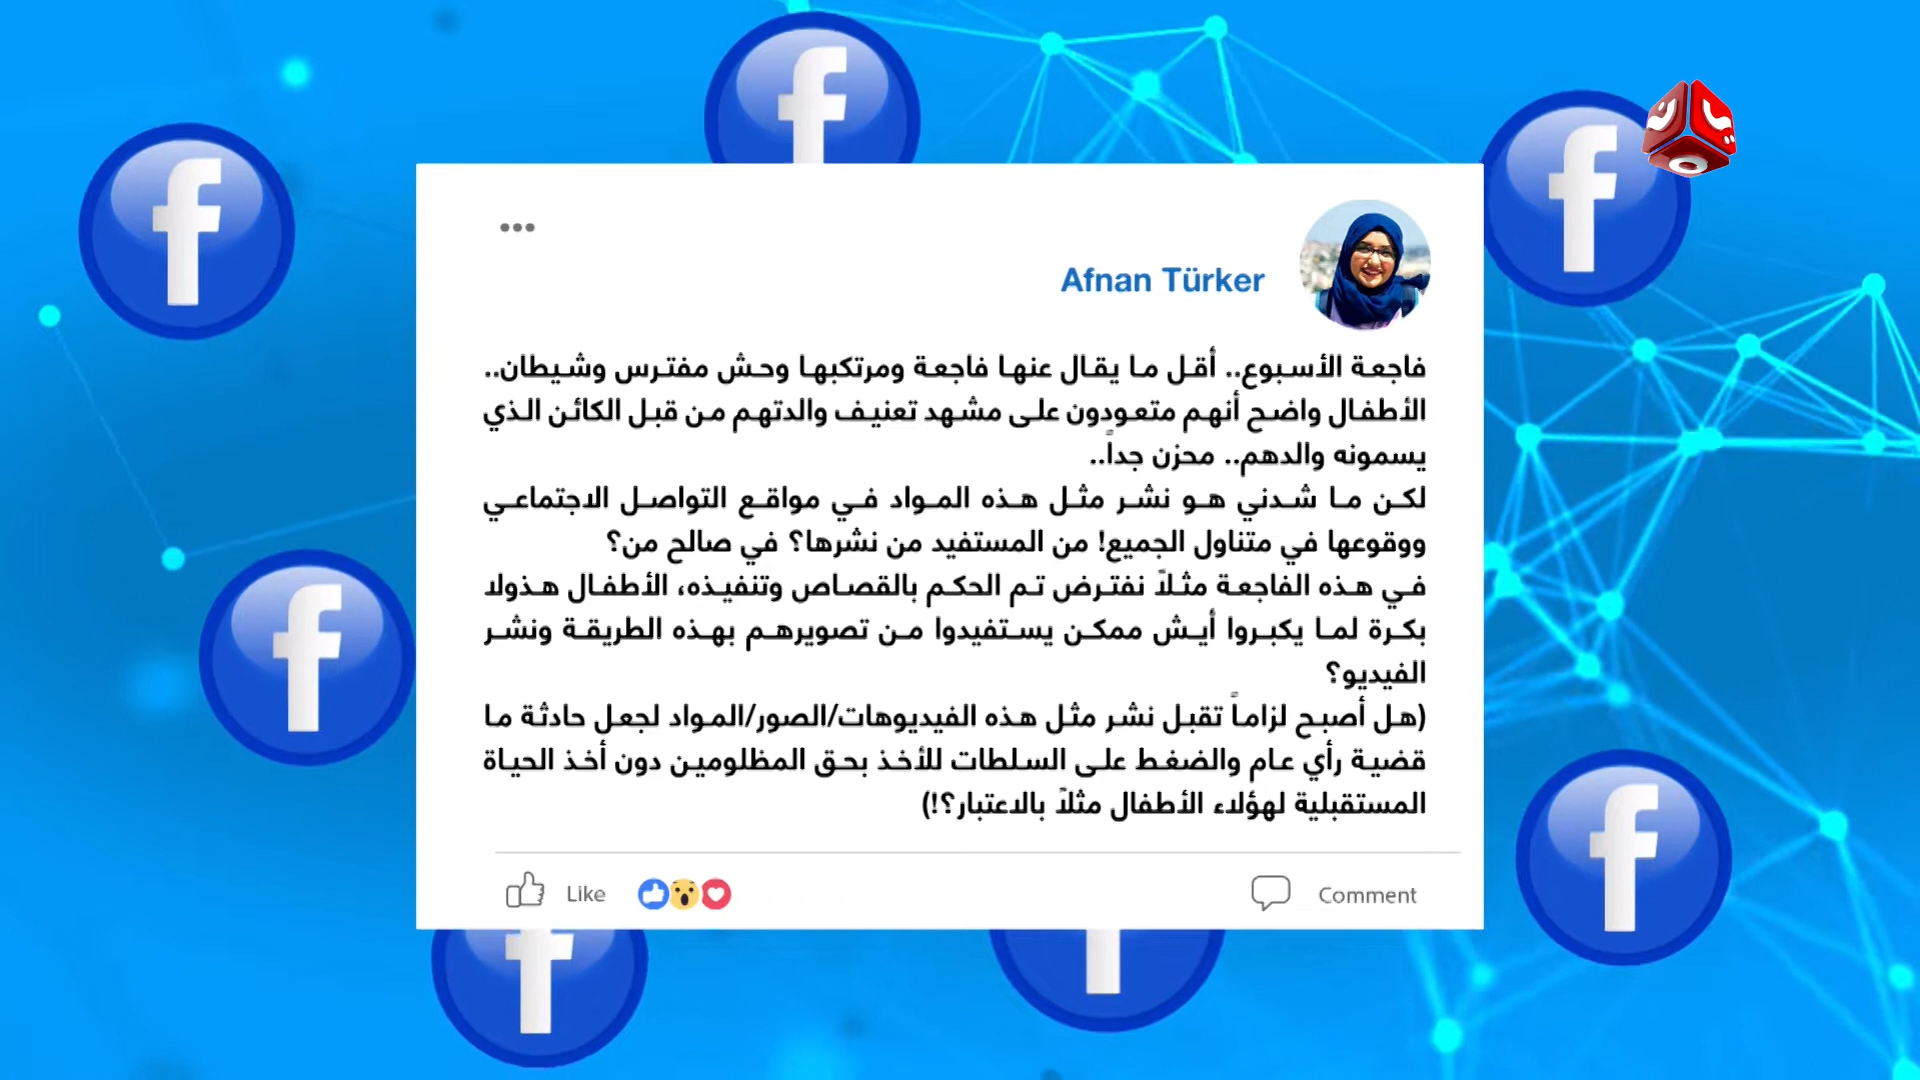 Afnan Türker
فاجعة الأسبوع.. أقل ما يقال عنها فاجعة ومرتكبها وحش مفترس وشيطان..
الأطفال واضح أنهم متعودون على مشهد تعنيف والدتهم من قبل الكائن الذي
يسمونه والدهم.. محزن جداً..
لكن ما شدني هو نشر مثل هذه المواد في مواقع التواصل الاجتماعي
ووقوعها في متناول الجميع! من المستفيد من نشرها؟ في صالح من؟
في هذه الفاجعة مثلاً نفترض تم الحكم بالقصاص وتنفيذه، الأطفال هذولا
بكرة لما يكبروا أيش ممكن يستفيدوا من تصويرهم بهذه الطريقة ونشر
الفيديو؟
(هل أصبح لزاماً تقبل نشر مثل هذه الفيديوهات/الصور/المواد لجعل حادثة ما
قضية رأي عام والضغط على السلطات للأخذ بحق المظلومين دون أخذ الحياة
المستقبلية لهؤلاء الأطفال مثلاً بالاعتبار؟!)
Like
Comment